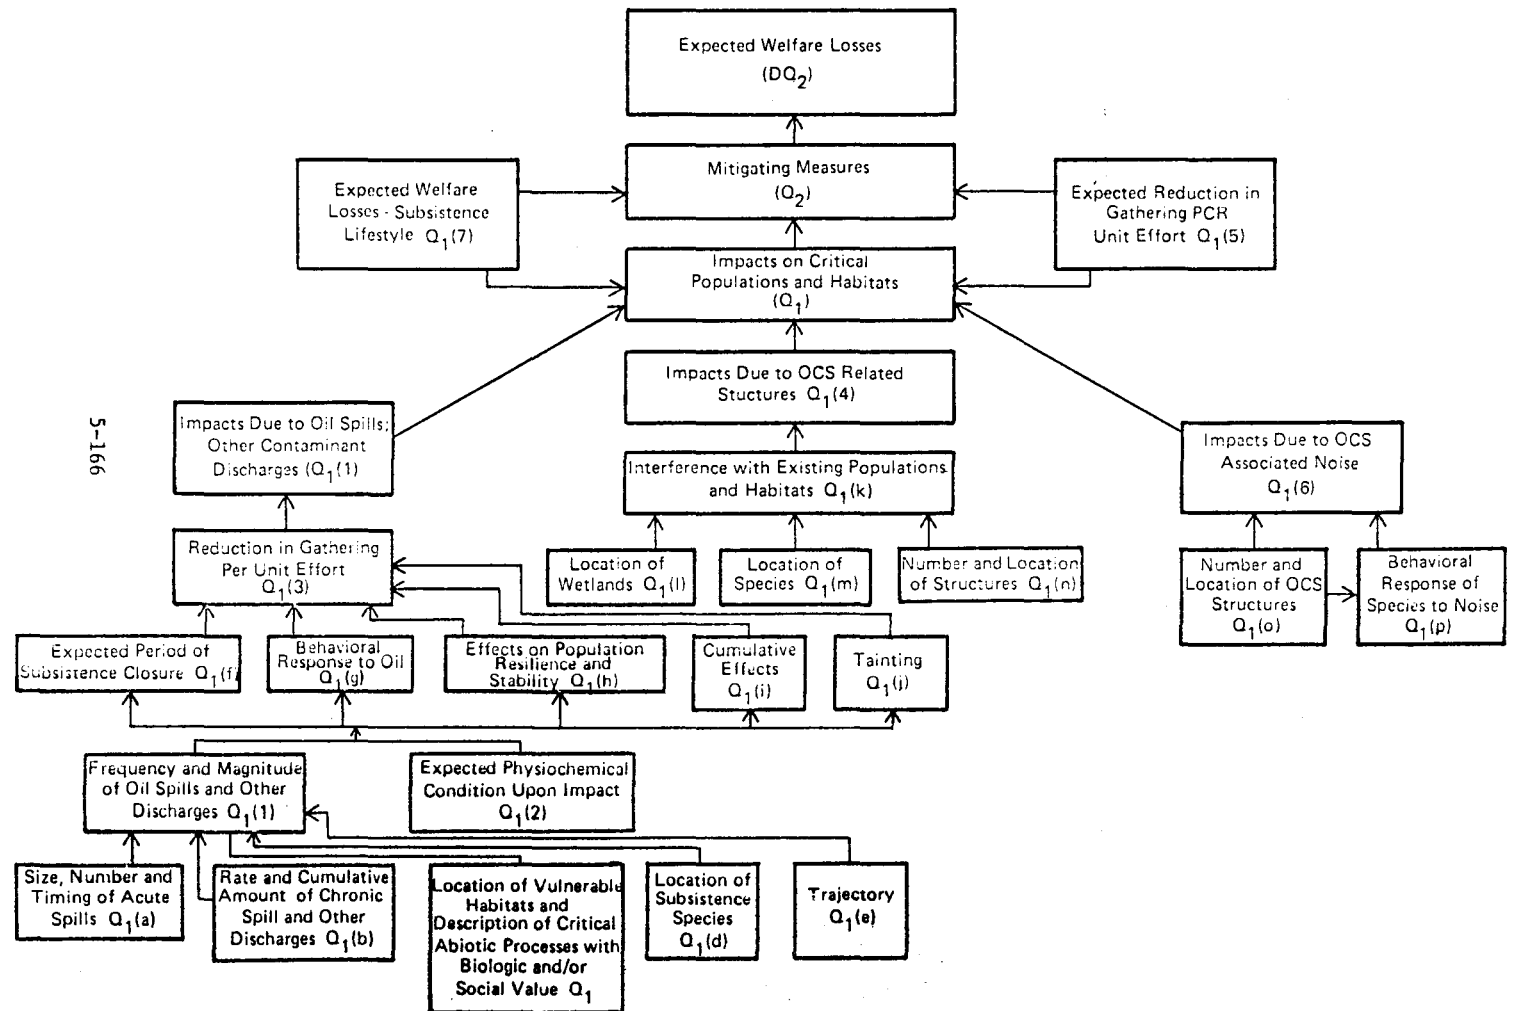 Expected Welfare Losses
(DQ2)
Mitigating Measures
(Q2)
Expected Welfare
Losses - Subsistence
Lifestyle Q1(7)
Expected Reduction in
Gathering PCR
Unit Effort Q1(5)
Impacts on Critical
Populations and Habitats
(Q1)
Impacts Due to OCS Related
Stuctures Q1(4)
Impacts Due to Oil Spills;
Other Contaminant
Discharges (Q1(1)
Impacts Due to OCS
Associated Noise
Q1(6)
5-166
Interference with Existing Populations
and Habitats Q1(k)
Reduction in Gathering
Per Unit Effort
Q1(3)
Location of
Wetlands Q1(l)
Location of
Species Q1(m)
Number and Location
of Structures Q1(n)
Number and
Location of OCS
Structures
Q1(o)
Behavioral
Response of
Species to Noise
Q1(p)
Expected Period of
Subsistence Closure Q1(f)
Behavioral
Response to Oil
Q1(g)
Effects on Population
Resilience and
Stability Q1(h)
Cumulative
Effects
Q1(i)
Tainting
Q1(j)
Frequency and Magnitude
of Oil Spills and Other
Discharges Q1(1)
Expected Physiochemical
Condition Upon Impact
Q1(2)
Size, Number and
Timing of Acute
Spills Q1(a)
Rate and Cumulative
Amount of Chronic
Spill and Other
Discharges Q1(b)
Location of Vulnerable
Habitats and
Description of Critical
Abiotic Processes with
Biologic and/or
Social Value Q1
Location of
Subsistence
Species
Q1(d)
Trajectory
Q1(e)